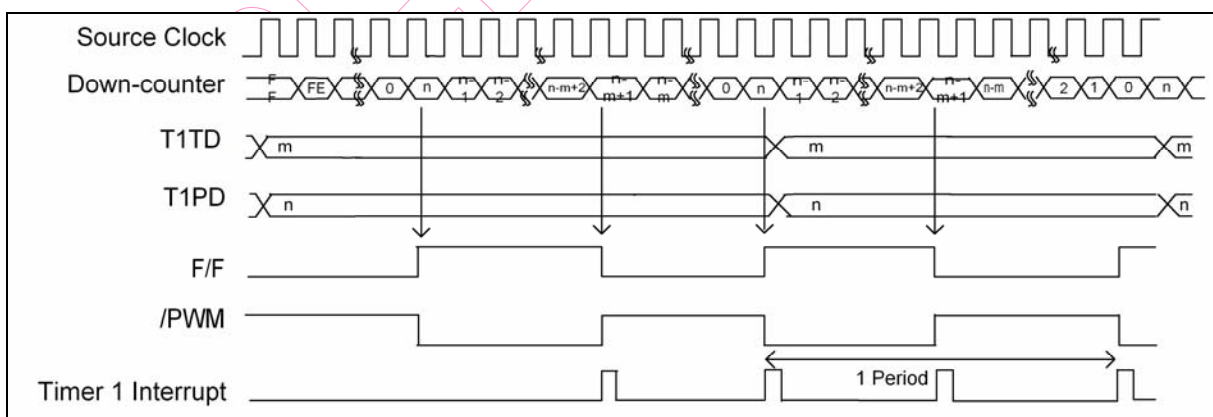 Source Clock
Down-counter F F FE 0 n n-1 n-2 n-m+2 n-m+1 n-m 0 n n-1 n-2 n-m+2 n-m+1 n-m 2 1 0 n
T1TD m m m
T1PD n n n
F/F
/PWM
1 Period
Timer 1 Interrupt